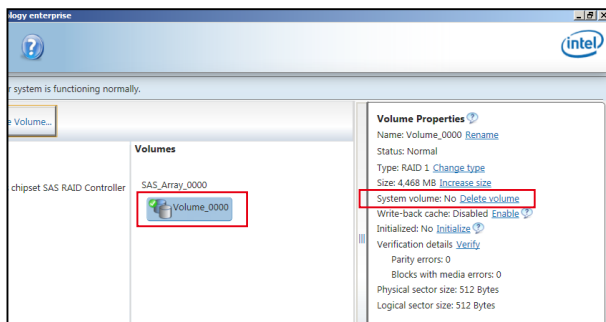 ology enterprise
intel
r system is functioning normally.
e Volume...
Volumes
chipset SAS RAID Controller
SAS_Array_0000
Volume_0000
Volume Properties ?
Name: Volume_0000 Rename
Status: Normal
Type: RAID 1 Change type
Size: 4,468 MB Increase size
System volume: No Delete volume
Write-back cache: Disabled Enable ?
Initialized: No Initialize ?
Verification details Verify
Parity errors: 0
Blocks with media errors: 0
Physical sector size: 512 Bytes
Logical sector size: 512 Bytes